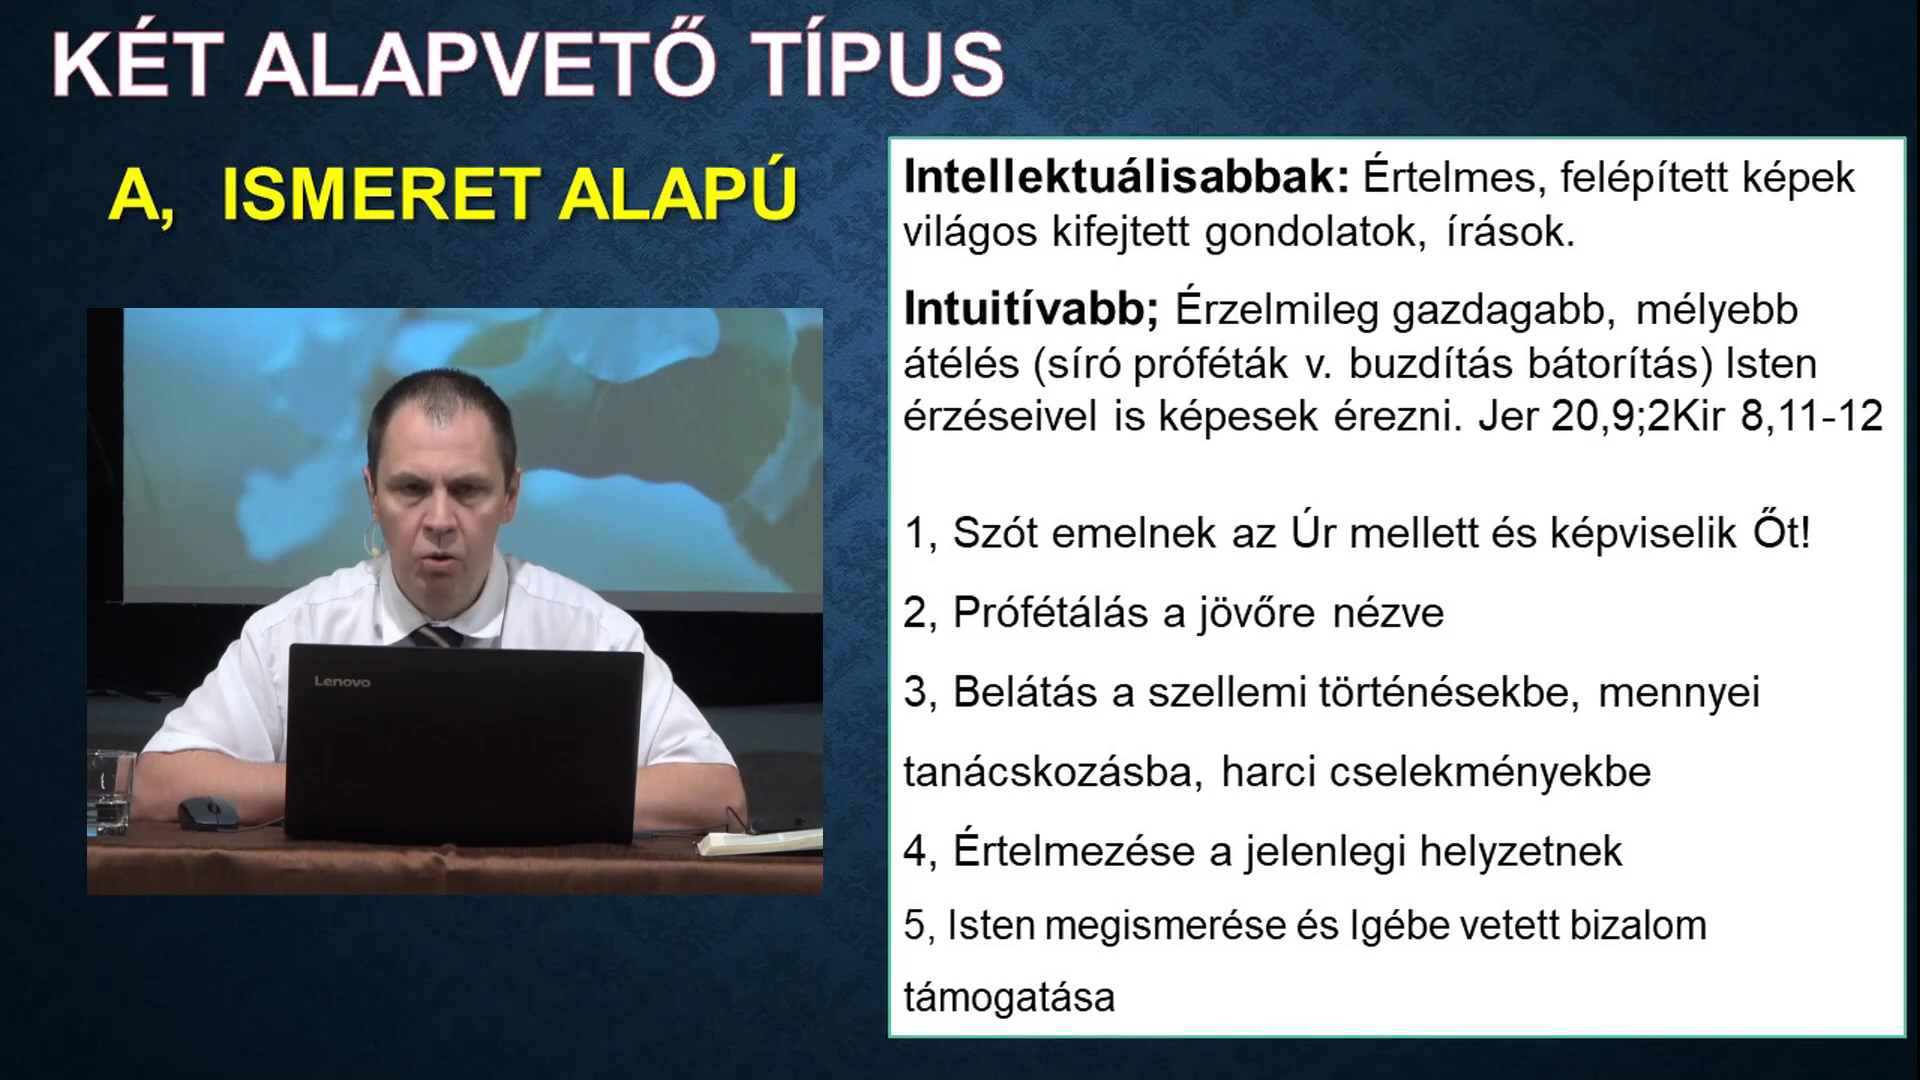 KÉT ALAPVETŐ TÍPUS
A, ISMERET ALAPÚ
Intellektuálisabbak: Értelmes, felépített képek
világos kifejtett gondolatok, írások.
Intuitívabb; Érzelmileg gazdagabb, mélyebb
átélés (síró próféták v. buzdítás bátorítás) Isten
érzéseivel is képesek érezni. Jer 20,9;2Kir 8,11-12
1, Szót emelnek az Úr mellett és képviselik Őt!
2, Prófétálás a jövőre nézve
3, Belátás a szellemi történésekbe, mennyei
tanácskozásba, harci cselekményekbe
4, Értelmezése a jelenlegi helyzetnek
5, Isten megismerése és Igébe vetett bizalom
támogatása
Lenovo